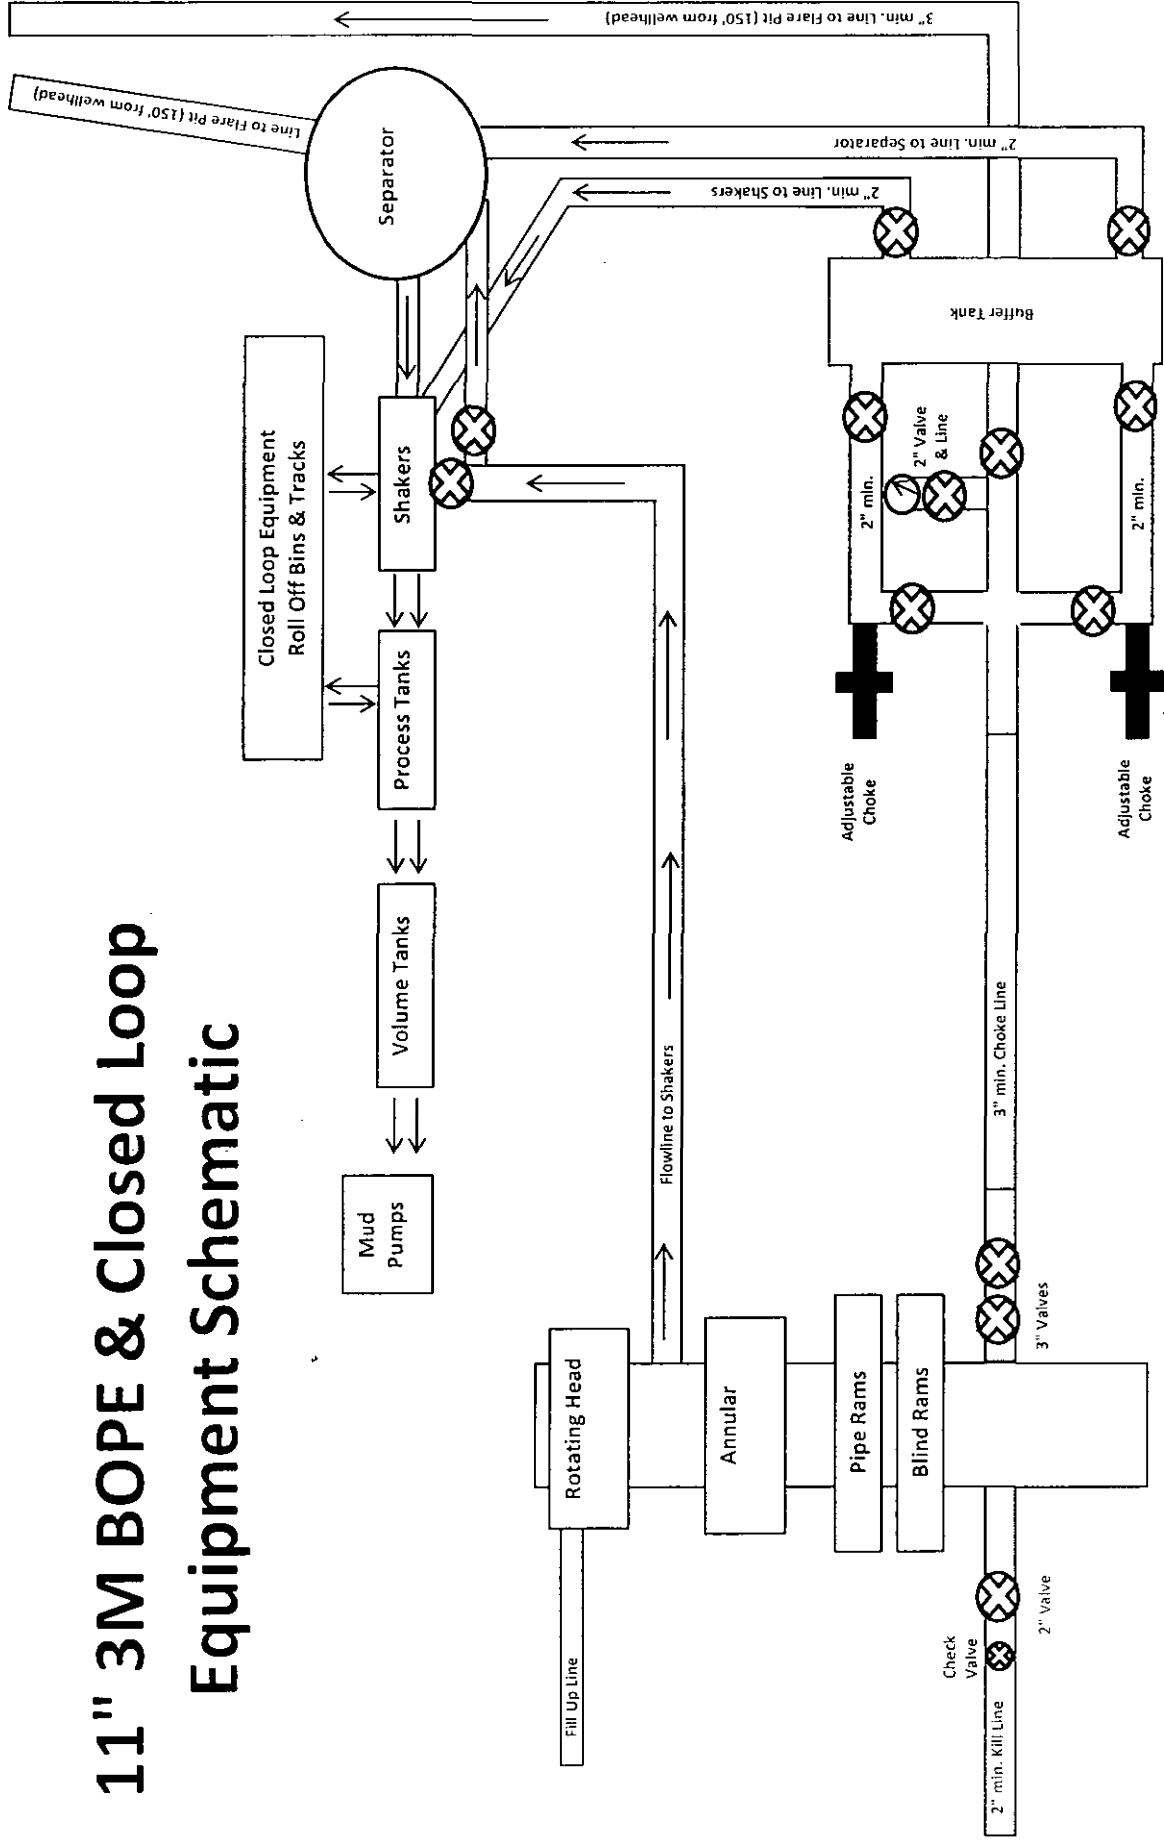 11" 3M BOPE & Closed Loop
Equipment Schematic
Closed Loop Equipment
Roll Off Bins & Tracks
Mud
Pumps
Volume Tanks
Process Tanks
Shakers
Separator
Line to Flare Pit (150' from wellhead)
3" min. Line to Flare Pit (150' from wellhead)
Fill Up Line
Rotating Head
Flowline to Shakers
Annular
Pipe Rams
Blind Rams
2" min. Line to Shakers
2" min. Line to Separator
Adjustable
Choke
2" min.
2" Valve
& Line
Buffer Tank
Check
Valve
2" min. Kill Line
2" Valve
3" Valves
3" min. Choke Line
Adjustable
Choke
2" min.